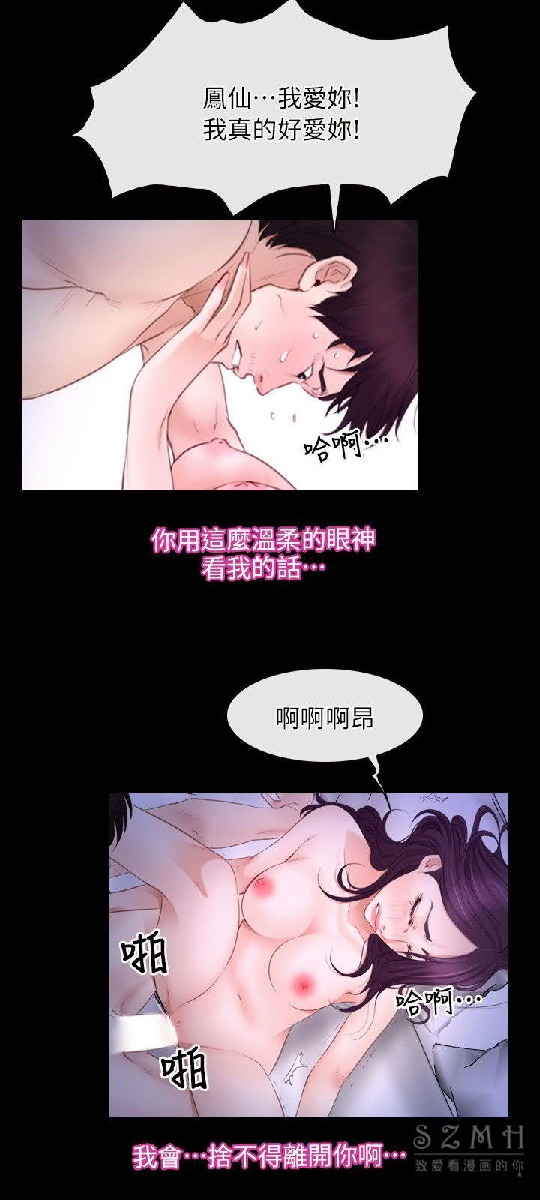 鳳仙⋯我愛妳!
我真的好愛妳!
哈啊⋯
你用這麼溫柔的眼神
看我的話⋯
啊啊啊昂
啪
哈啊⋯
啪
我會⋯捨不得離開你啊⋯
SZMH
致愛看漫画的你